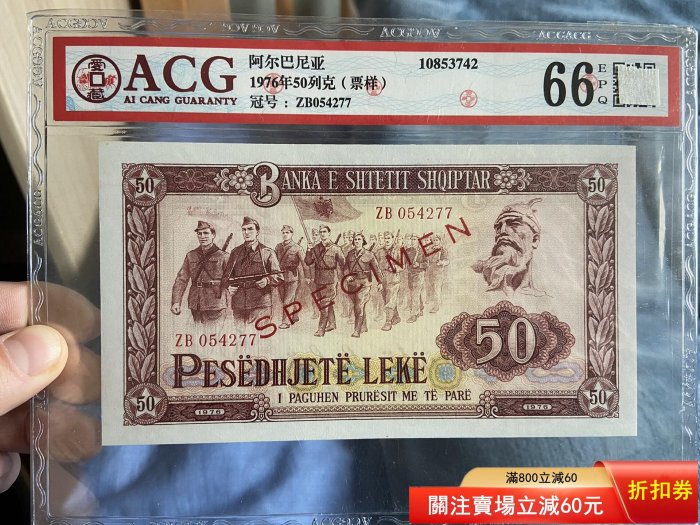 愛藏
ACG
AI CANG GUARANTY
阿尔巴尼亚
1976年50列克（票样）
冠号：ZB054277
10853742
66
EPQ
ACGACG
50
BANKA E SHTETIT SHQIPTAR
50
ZB 054277
SPECIMEN
ZB 054277
50
PESËDHJETË LEKË
I PAGUHEN PRURËSIT ME TË PARË
50
1976
1976
50
滿800立減60
關注賣場立減60元
折扣券